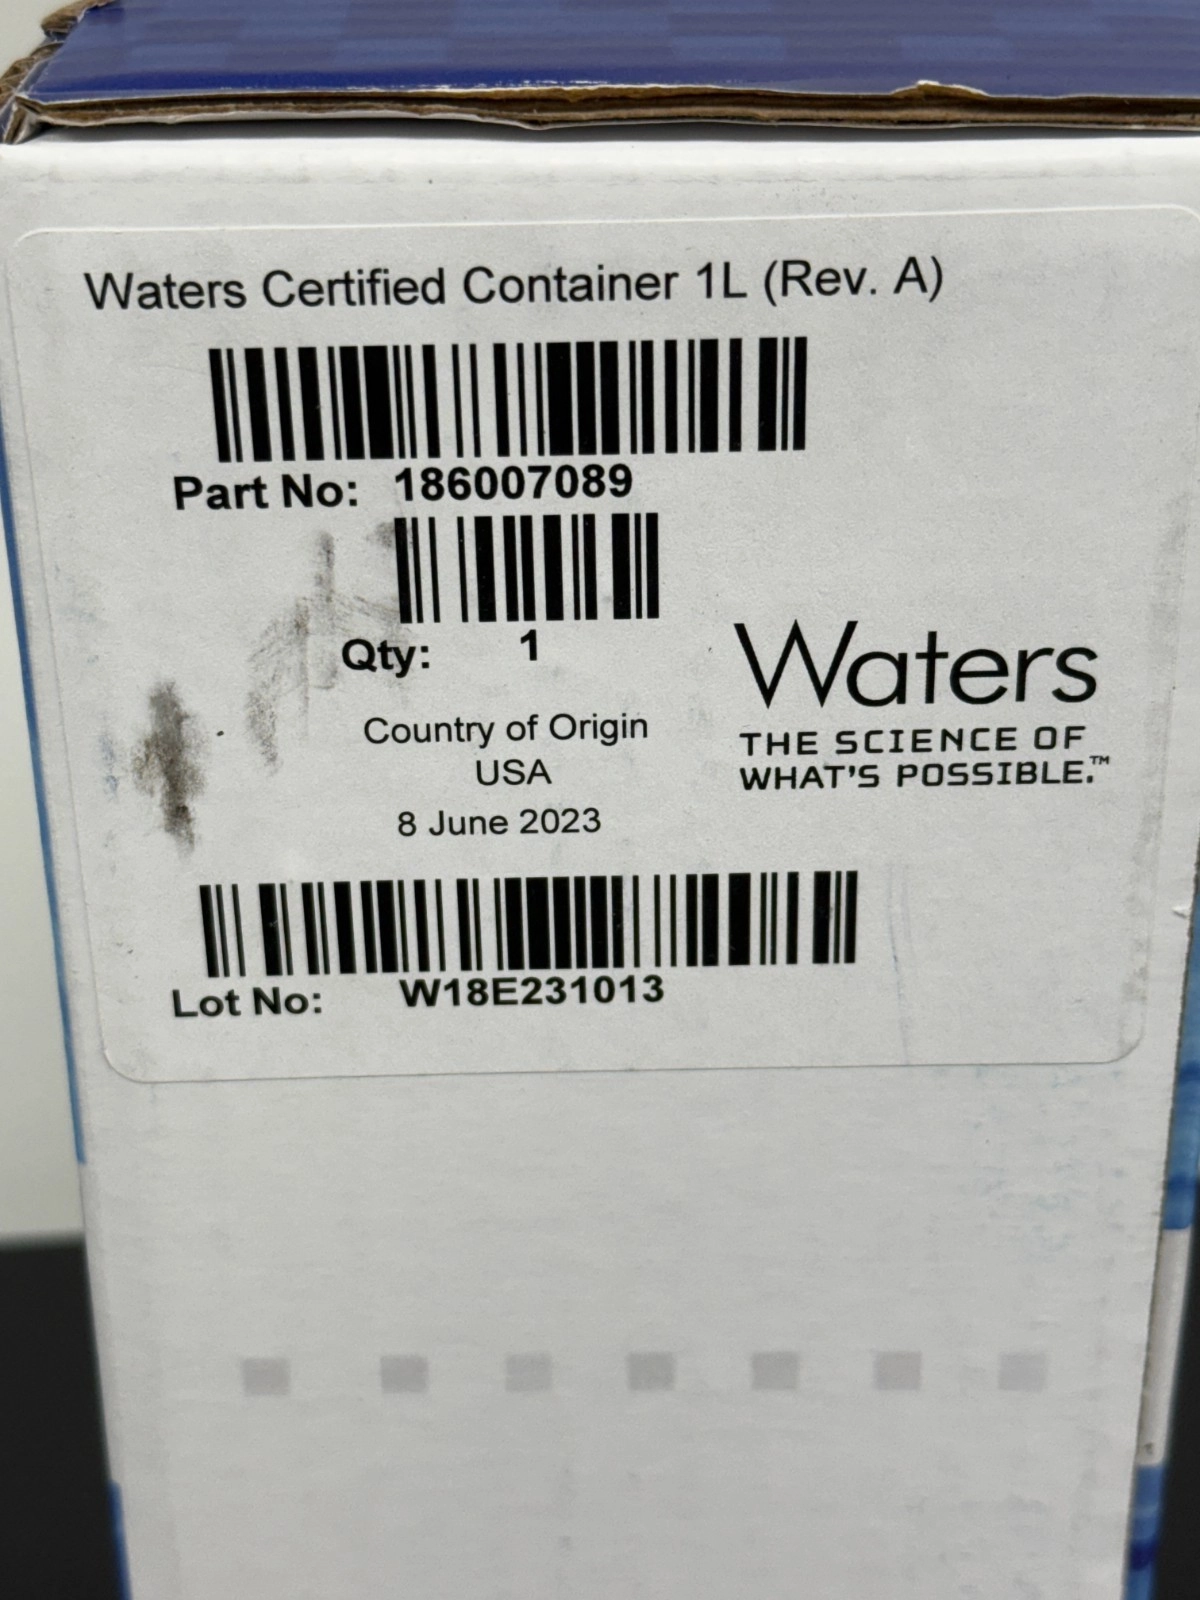 Waters Certified Container 1L (Rev. A)
Part No: 186007089
Qty: 1
Country of Origin
USA
8 June 2023
Waters
THE SCIENCE OF
WHAT'S POSSIBLE.™
Lot No: W18E231013